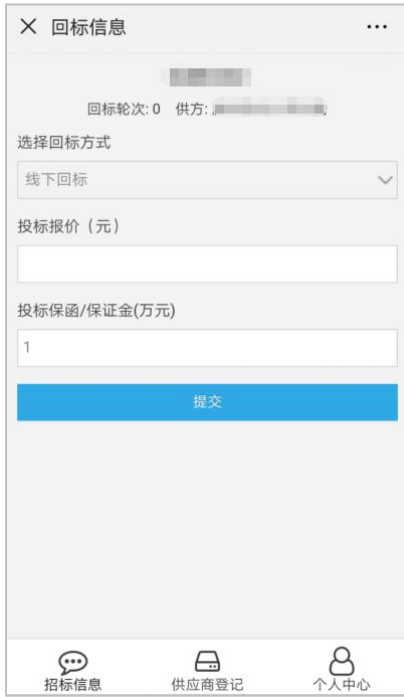 回标信息
回标轮次: 0 供方:
选择回标方式
线下回标
投标报价（元）
投标保函/保证金(万元)
1
提交
招标信息 供应商登记 个人中心